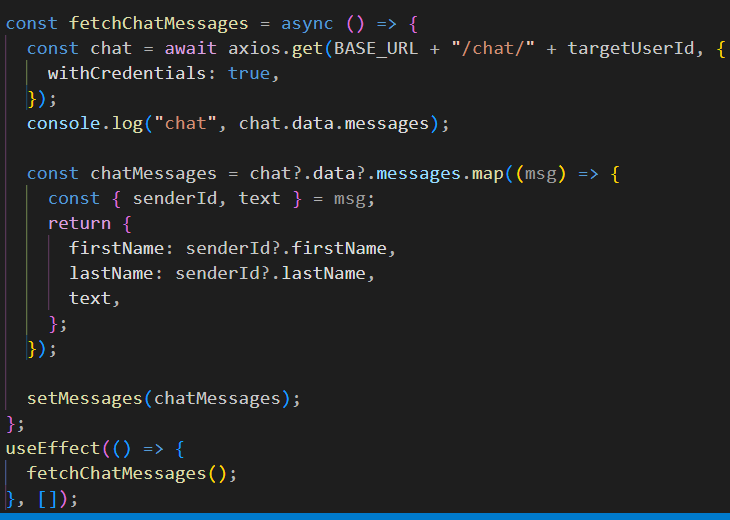 const fetchChatMessages = async () => {
  const chat = await axios.get(BASE_URL + "/chat/" + targetUserId, {
    withCredentials: true,
  });
  console.log("chat", chat.data.messages);

  const chatMessages = chat?.data?.messages.map((msg) => {
    const { senderId, text } = msg;
    return {
      firstName: senderId?.firstName,
      lastName: senderId?.lastName,
      text,
    };
  });

  setMessages(chatMessages);
};
useEffect(() => {
  fetchChatMessages();
}, []);